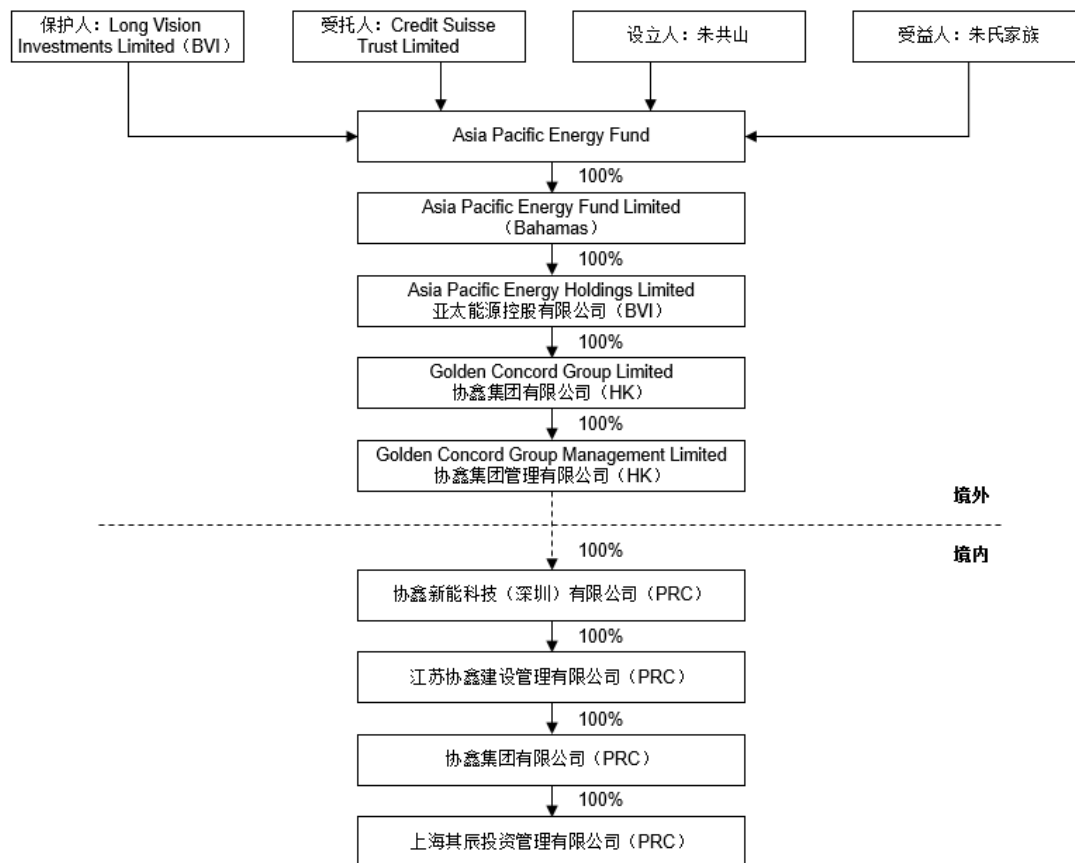 保护人：Long Vision
Investments Limited（BVI）
受托人：Credit Suisse
Trust Limited
设立人：朱共山
受益人：朱氏家族
Asia Pacific Energy Fund
100%
Asia Pacific Energy Fund Limited
（Bahamas）
100%
Asia Pacific Energy Holdings Limited
亚太能源控股有限公司（BVI）
100%
Golden Concord Group Limited
协鑫集团有限公司（HK）
100%
Golden Concord Group Management Limited
协鑫集团管理有限公司（HK）
境外
境内
100%
协鑫新能科技（深圳）有限公司（PRC）
100%
江苏协鑫建设管理有限公司（PRC）
100%
协鑫集团有限公司（PRC）
100%
上海其辰投资管理有限公司（PRC）